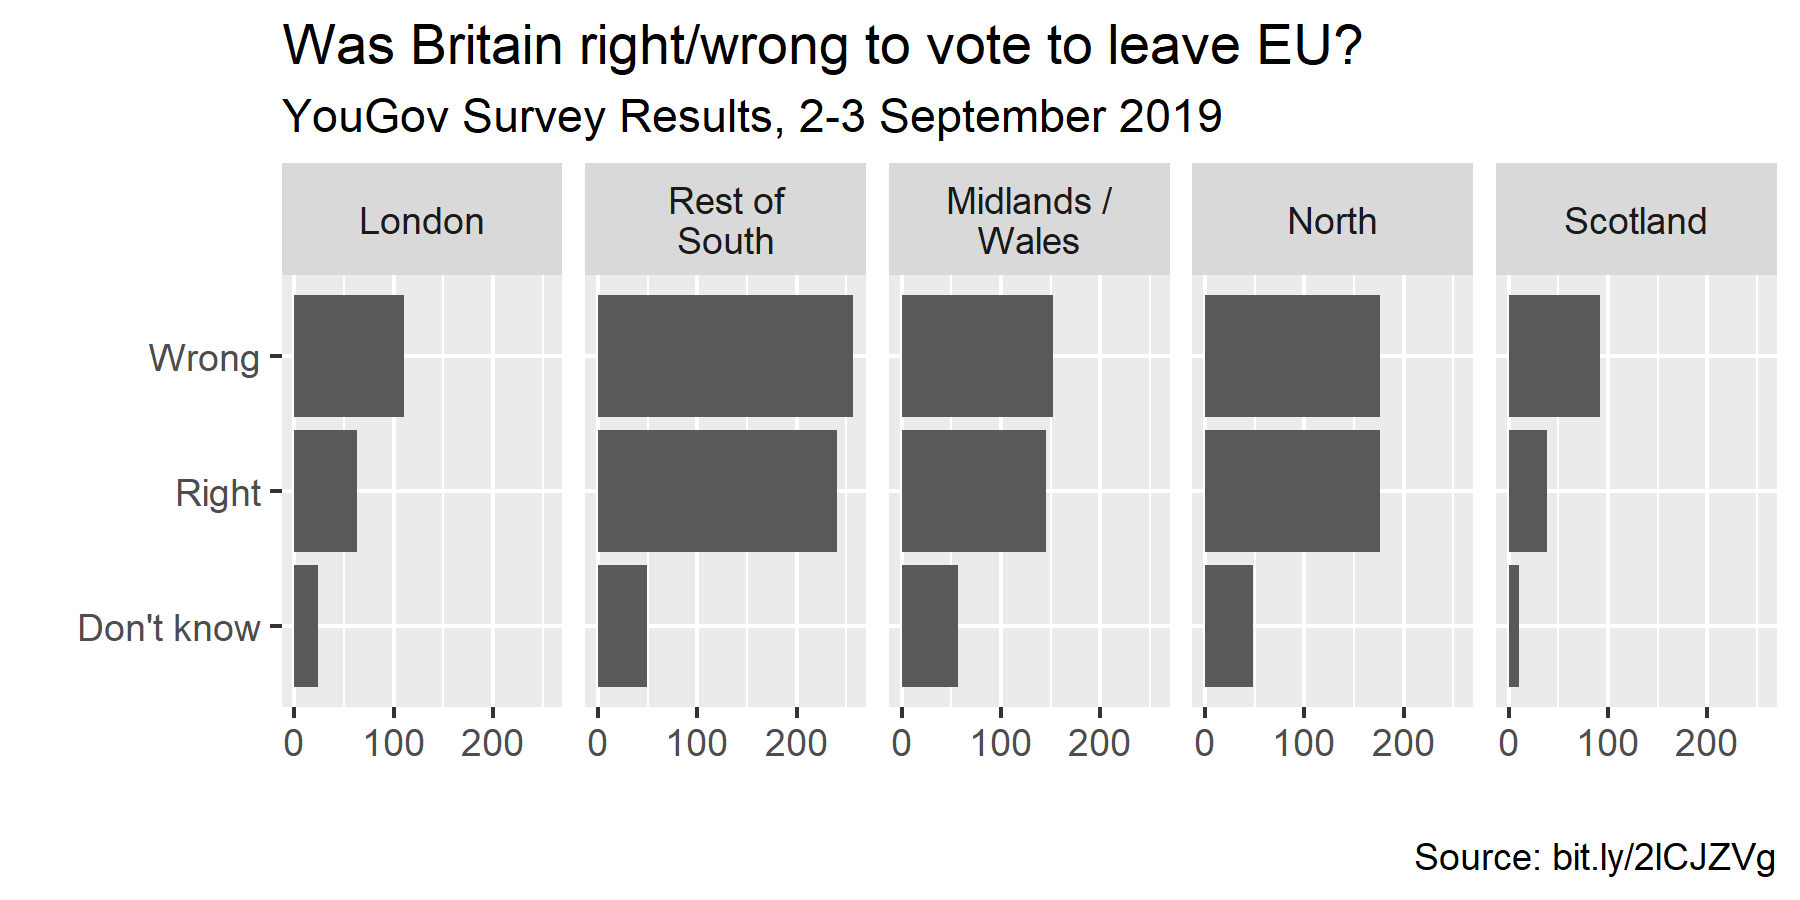 Was Britain right/wrong to vote to leave EU?
YouGov Survey Results, 2-3 September 2019
London
Rest of
South
Midlands /
Wales
North
Scotland
Wrong
Right
Don't know
0 100 200
0 100 200
0 100 200
0 100 200
0 100 200
Source: bit.ly/2lCJZVg